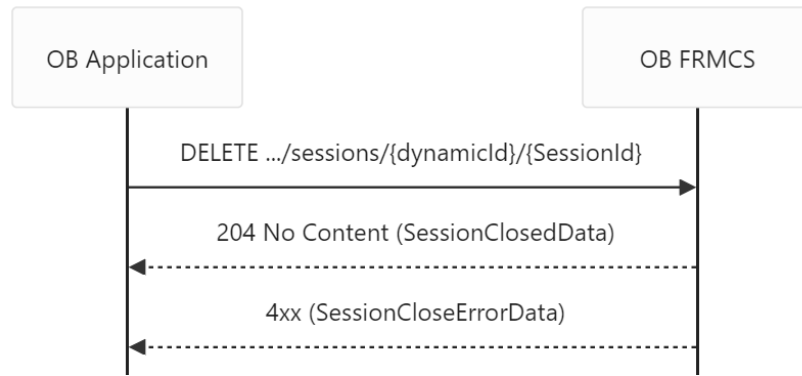 OB Application
OB FRMCS
DELETE .../sessions/{dynamicId}/{SessionId}
204 No Content (SessionClosedData)
4xx (SessionCloseErrorData)